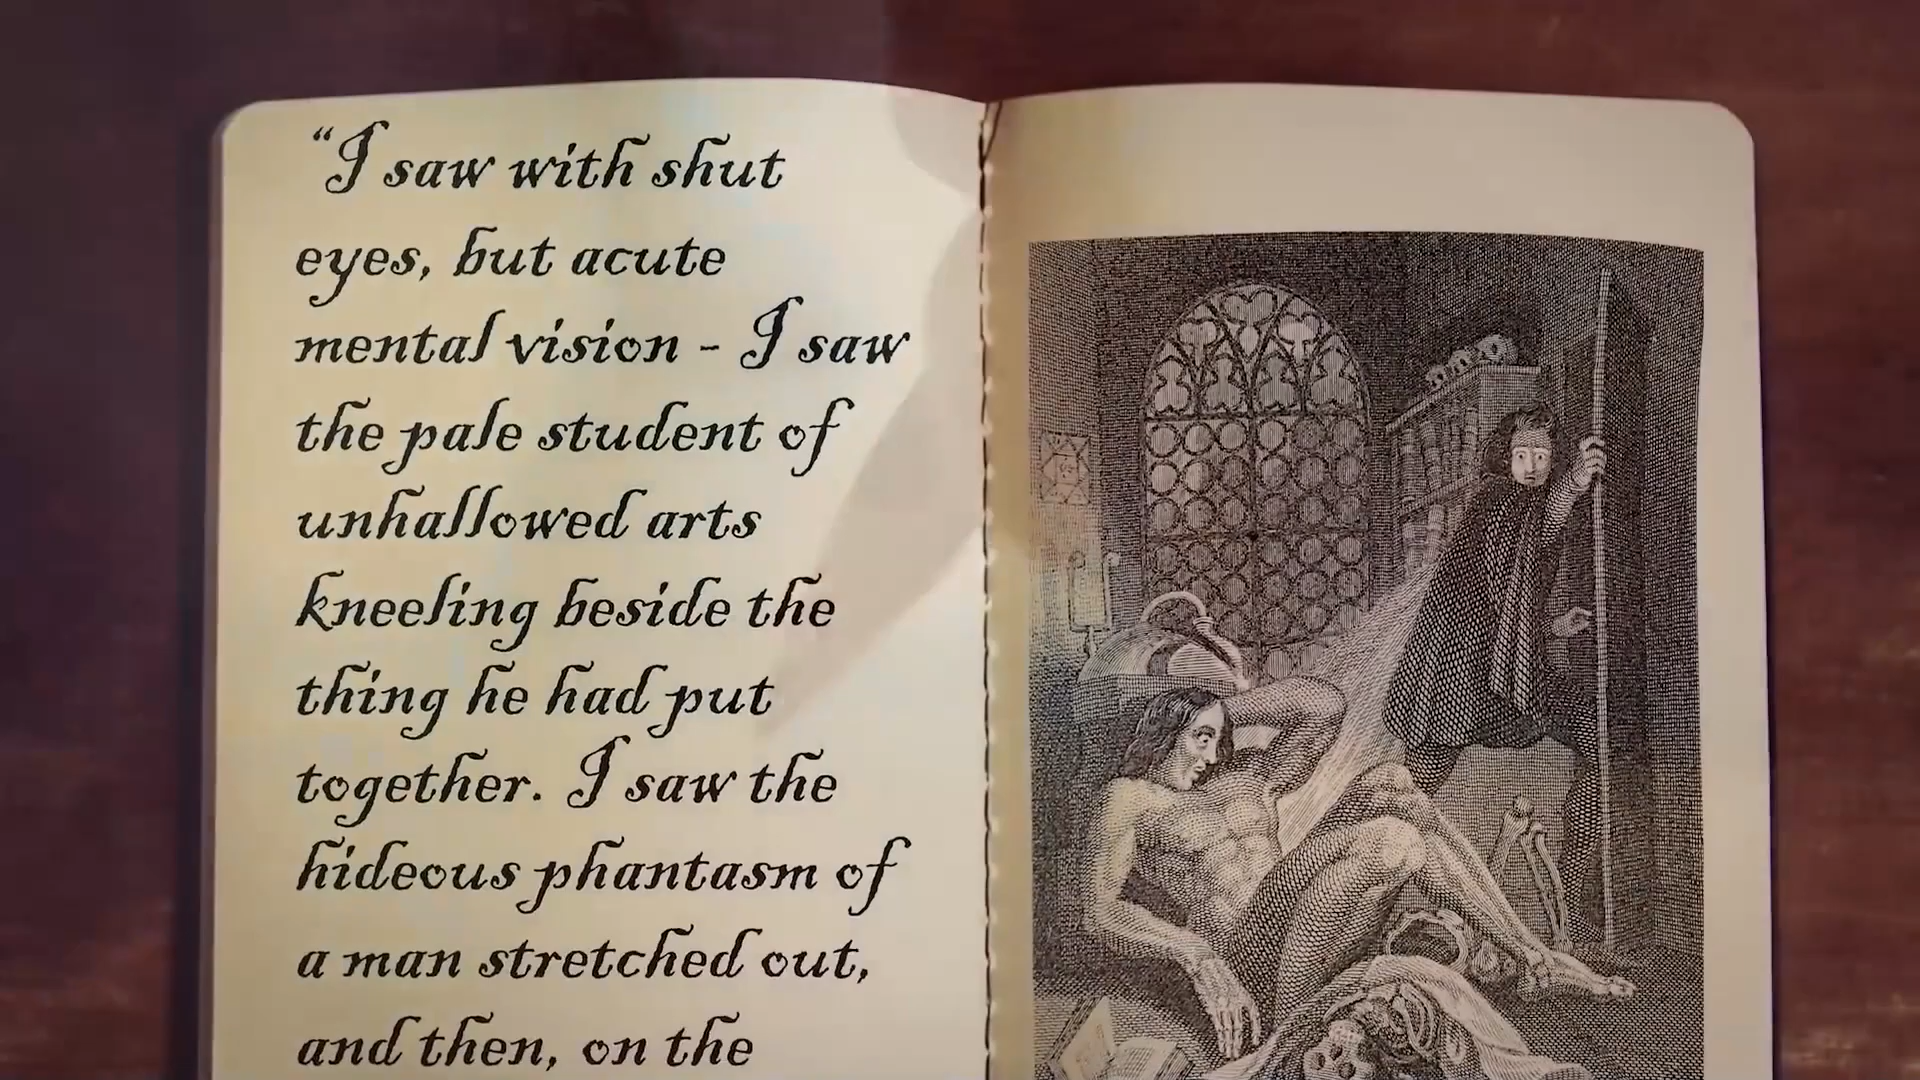 “I saw with shut
eyes, but acute
mental vision - I saw
the pale student of
unhallowed arts
kneeling beside the
thing he had put
together. I saw the
hideous phantasm of
a man stretched out,
and then, on the